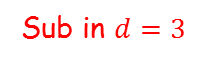 Sub in d = 3